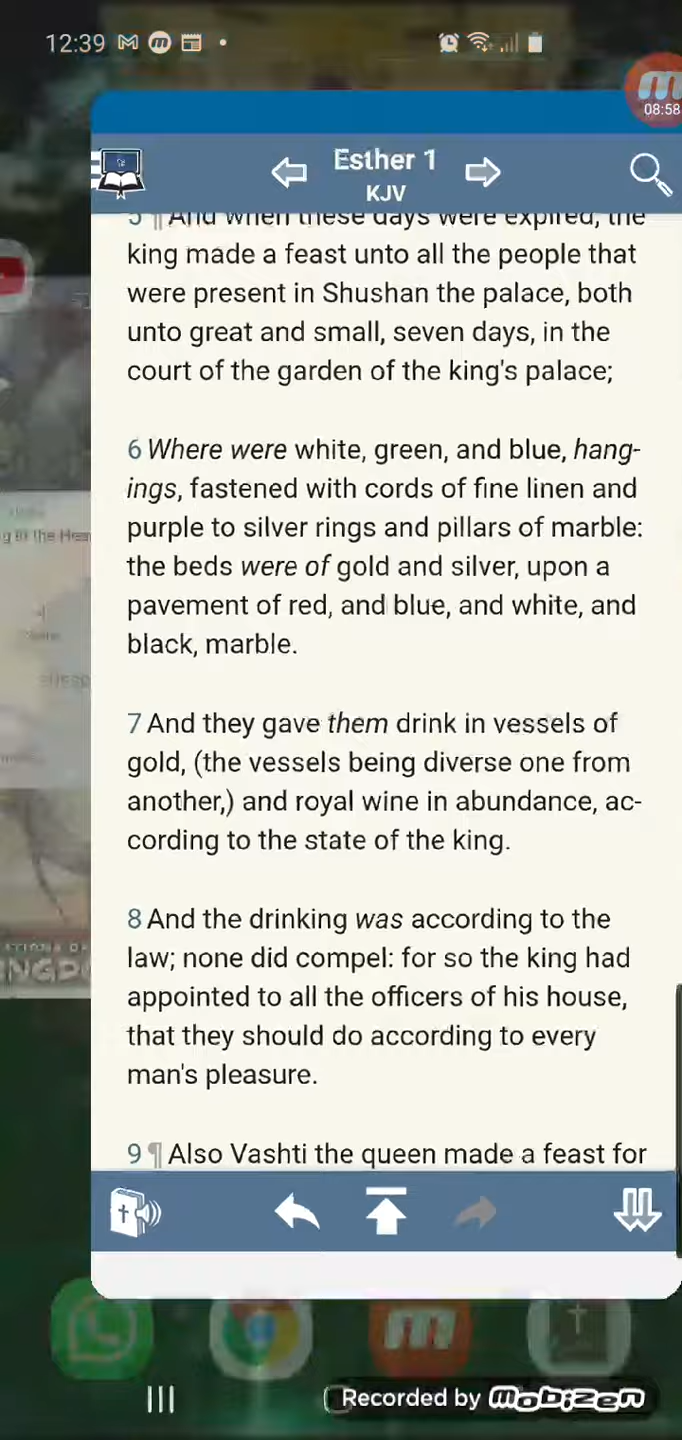 12:39
08:58
Esther 1
KJV
5 ¶ And when these days were expired, the
king made a feast unto all the people that
were present in Shushan the palace, both
unto great and small, seven days, in the
court of the garden of the king's palace;
6 Where were white, green, and blue, hang-
ings, fastened with cords of fine linen and
purple to silver rings and pillars of marble:
the beds were of gold and silver, upon a
pavement of red, and blue, and white, and
black, marble.
7 And they gave them drink in vessels of
gold, (the vessels being diverse one from
another,) and royal wine in abundance, ac-
cording to the state of the king.
8 And the drinking was according to the
law; none did compel: for so the king had
appointed to all the officers of his house,
that they should do according to every
man's pleasure.
9 ¶ Also Vashti the queen made a feast for
Recorded by Mobizen